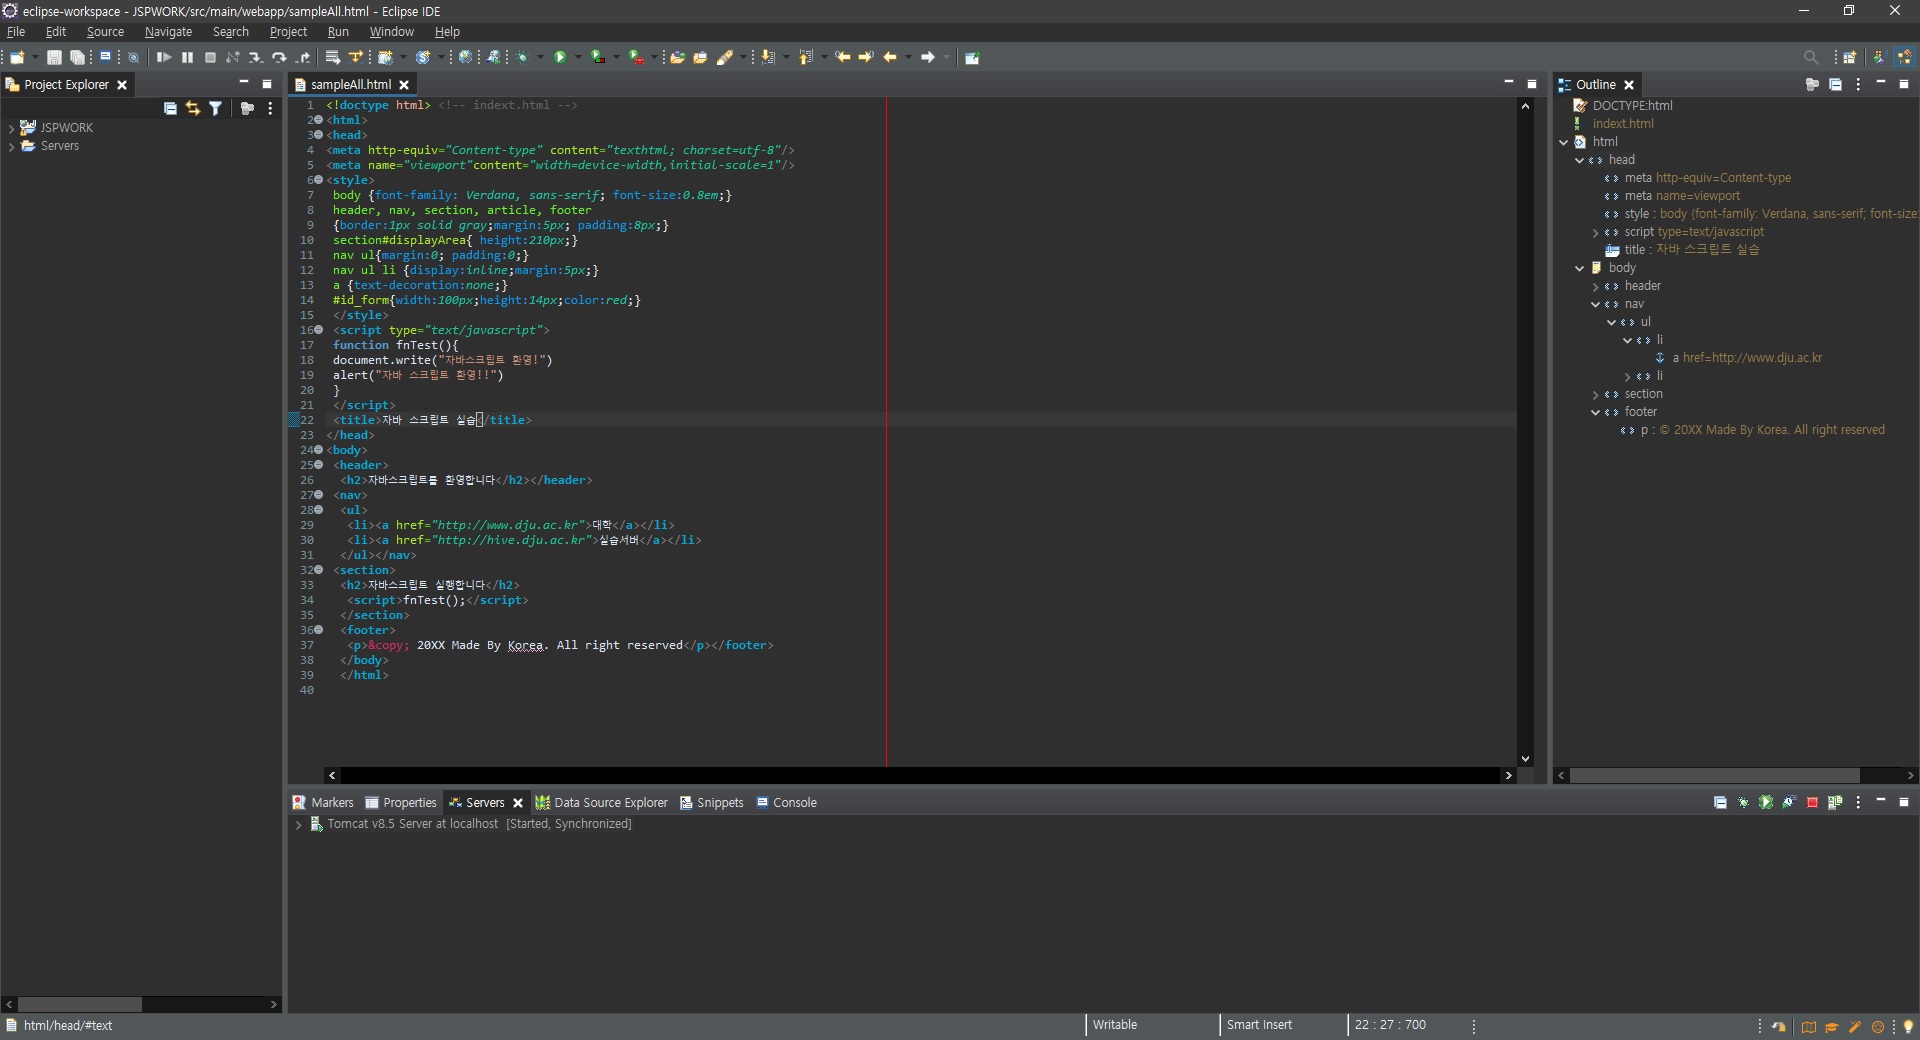 eclipse-workspace - JSPWORK/src/main/webapp/sampleAll.html - Eclipse IDE
File Edit Source Navigate Search Project Run Window Help
Project Explorer
JSPWORK
Servers
sampleAll.html
1 <!doctype html> <!-- indext.html -->
2 <html>
3 <head>
4 <meta http-equiv="Content-type" content="texthtml; charset=utf-8"/>
5 <meta name="viewport"content="width=device-width,initial-scale=1"/>
6 <style>
7 body {font-family: Verdana, sans-serif; font-size:0.8em;}
8 header, nav, section, article, footer
9 {border:1px solid gray;margin:5px; padding:8px;}
10 section#displayArea{ height:210px;}
11 nav ul{margin:0; padding:0;}
12 nav ul li {display:inline;margin:5px;}
13 a {text-decoration:none;}
14 #id_form{width:100px;height:14px;color:red;}
15 </style>
16 <script type="text/javascript">
17 function fnTest(){
18 document.write("자바스크립트 환영!")
19 alert("자바 스크립트 환영!!")
20 }
21 </script>
22 <title>자바 스크립트 실습</title>
23 </head>
24 <body>
25 <header>
26 <h2>자바스크립트를 환영합니다</h2></header>
27 <nav>
28 <ul>
29 <li><a href="http://www.dju.ac.kr">대학</a></li>
30 <li><a href="http://hive.dju.ac.kr">실습서버</a></li>
31 </ul></nav>
32 <section>
33 <h2>자바스크립트 실행합니다</h2>
34 <script>fnTest();</script>
35 </section>
36 <footer>
37 <p>&copy; 20XX Made By Korea. All right reserved</p></footer>
38 </body>
39 </html>
40
Outline
DOCTYPE:html
indext.html
html
head
meta http-equiv=Content-type
meta name=viewport
style : body {font-family: Verdana, sans-serif; font-size:
script type=text/javascript
title : 자바 스크립트 실습
body
header
nav
ul
li
a href=http://www.dju.ac.kr
li
section
footer
p : © 20XX Made By Korea. All right reserved
Markers Properties Servers Data Source Explorer Snippets Console
Tomcat v8.5 Server at localhost [Started, Synchronized]
html/head/#text
Writable
Smart Insert
22 : 27 : 700